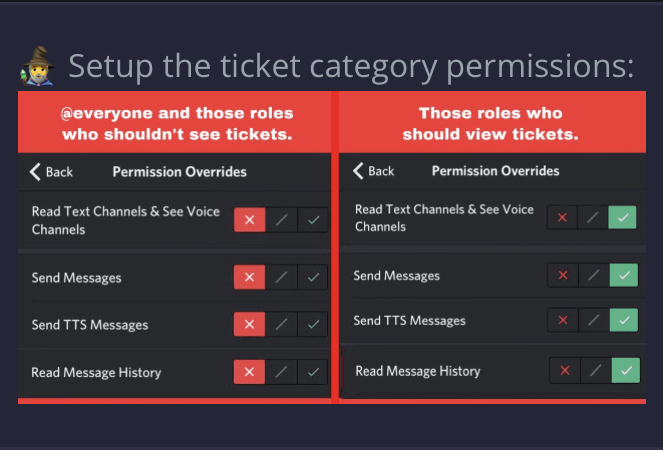 Setup the ticket category permissions:
@everyone and those roles
who shouldn't see tickets.
Back
Permission Overrides
Read Text Channels & See Voice
Channels
Send Messages
Send TTS Messages
Read Message History
Those roles who
should view tickets.
Back
Permission Overrides
Read Text Channels & See Voice
Channels
Send Messages
Send TTS Messages
Read Message History